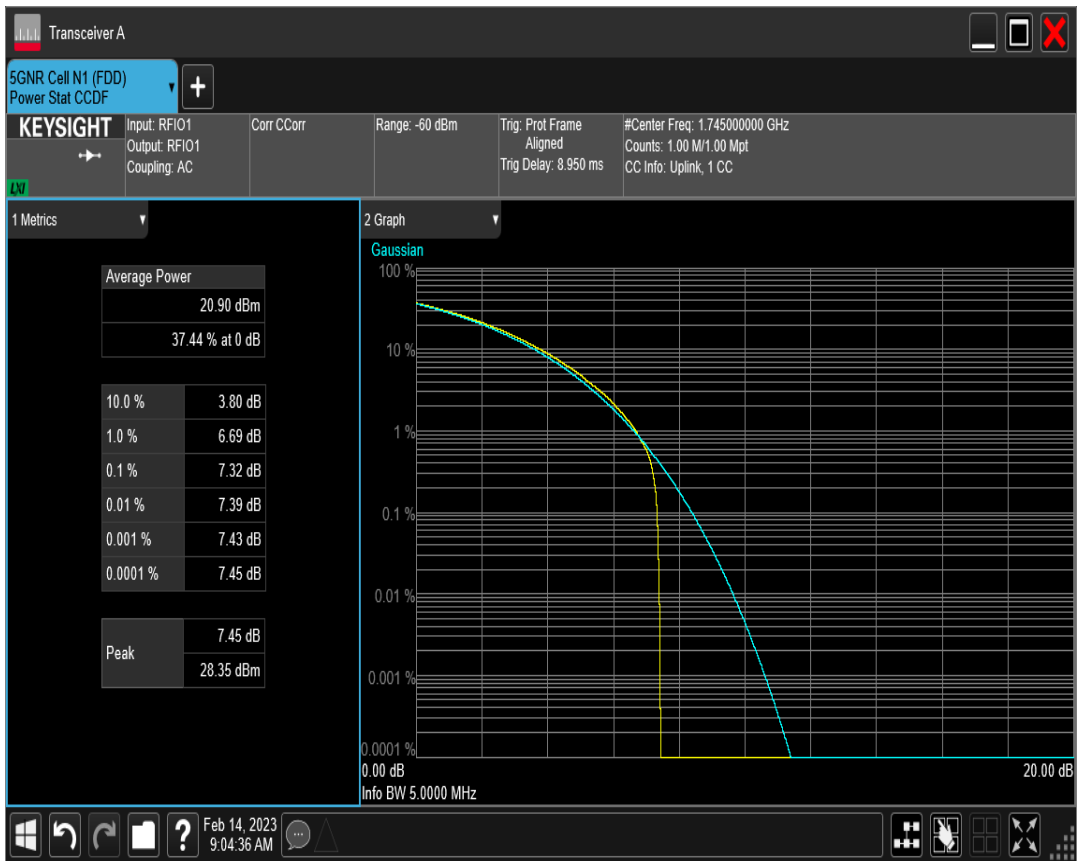 Transceiver A
5GNR Cell N1 (FDD)
Power Stat CCDF
+
KEYSIGHT
LXI
Input: RFIO1
Output: RFIO1
Coupling: AC
Corr CCorr
Range: -60 dBm
Trig: Prot Frame
Aligned
Trig Delay: 8.950 ms
#Center Freq: 1.745000000 GHz
Counts: 1.00 M/1.00 Mpt
CC Info: Uplink, 1 CC
1 Metrics
Average Power
20.90 dBm
37.44 % at 0 dB
10.0 % 3.80 dB
1.0 % 6.69 dB
0.1 % 7.32 dB
0.01 % 7.39 dB
0.001 % 7.43 dB
0.0001 % 7.45 dB
Peak
7.45 dB
28.35 dBm
2 Graph
Gaussian
100 %
10 %
1 %
0.1 %
0.01 %
0.001 %
0.0001 %
0.00 dB 20.00 dB
Info BW 5.0000 MHz
?
Feb 14, 2023
9:04:36 AM